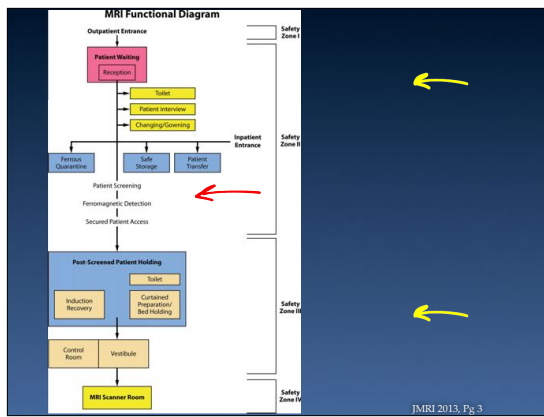 MRI Functional Diagram
Outpatient Entrance
Safety
Zone I
Patient Waiting
Reception
Toilet
Patient interview
Changing/Gowning
Inpatient
Entrance
Safety
Zone II
Ferrous
Quarantine
Safe
Storage
Patient
Transfer
Patient Screening
Ferromagnetic Detection
Secured Patient Access
Post-Screened Patient Holding
Toilet
Induction
Recovery
Curtained
Preparation/
Bed Holding
Safety
Zone III
Control
Room
Vestibule
MRI Scanner Room
Safety
Zone IV
JMRI 2013, Pg 3